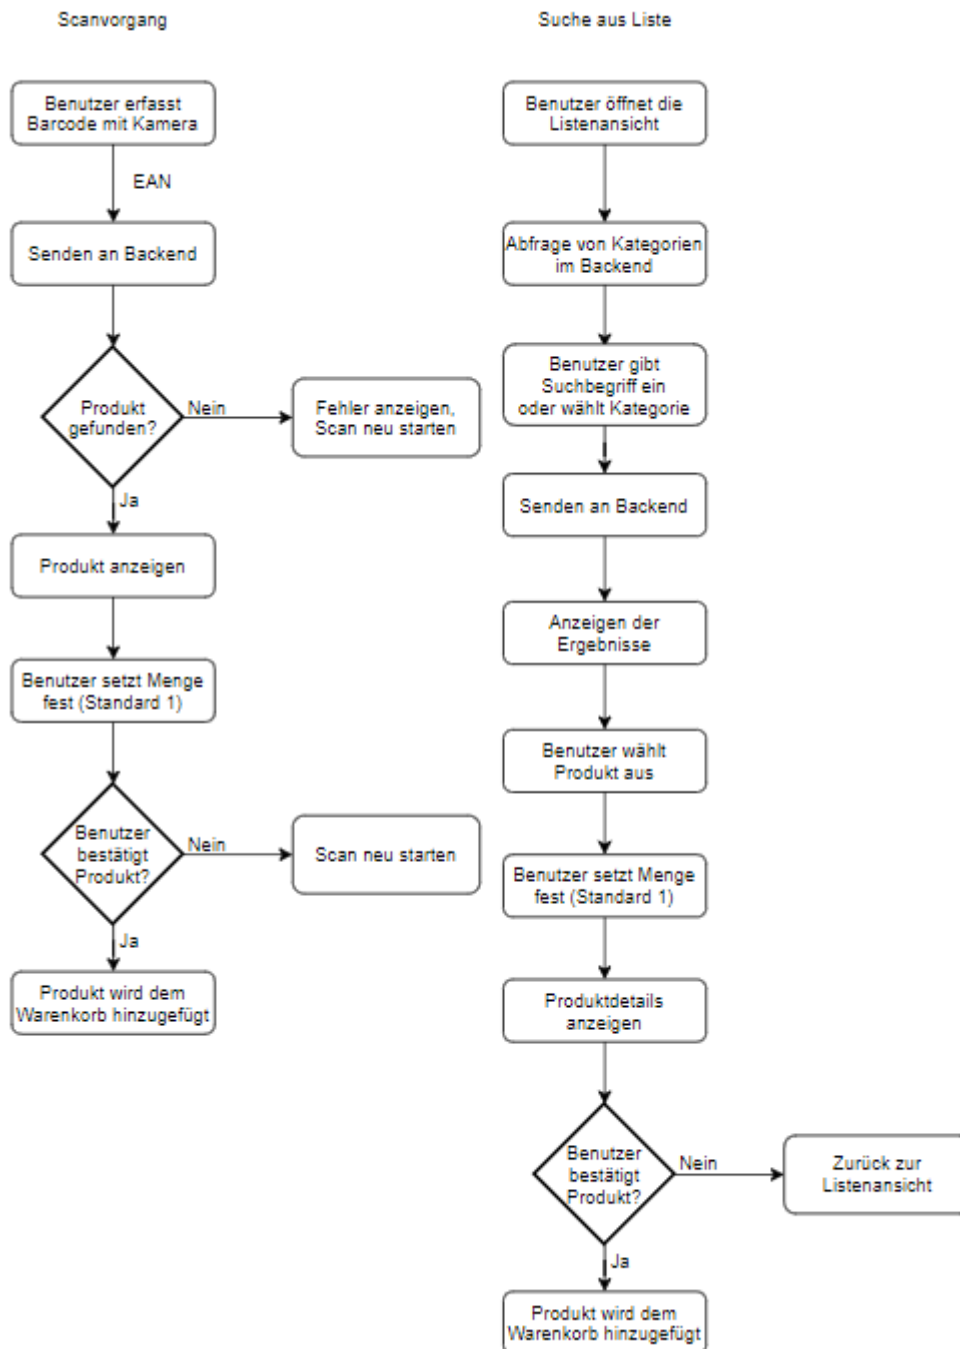 Scanvorgang
Benutzer erfasst
Barcode mit Kamera
EAN
Senden an Backend
Produkt
gefunden?
Nein
Fehler anzeigen,
Scan neu starten
Ja
Produkt anzeigen
Benutzer setzt Menge
fest (Standard 1)
Benutzer
bestätigt
Produkt?
Nein
Scan neu starten
Ja
Produkt wird dem
Warenkorb hinzugefügt
Suche aus Liste
Benutzer öffnet die
Listenansicht
Abfrage von Kategorien
im Backend
Benutzer gibt
Suchbegriff ein
oder wählt Kategorie
Senden an Backend
Anzeigen der
Ergebnisse
Benutzer wählt
Produkt aus
Benutzer setzt Menge
fest (Standard 1)
Produktdetails
anzeigen
Benutzer
bestätigt
Produkt?
Nein
Zurück zur
Listenansicht
Ja
Produkt wird dem
Warenkorb hinzugefügt